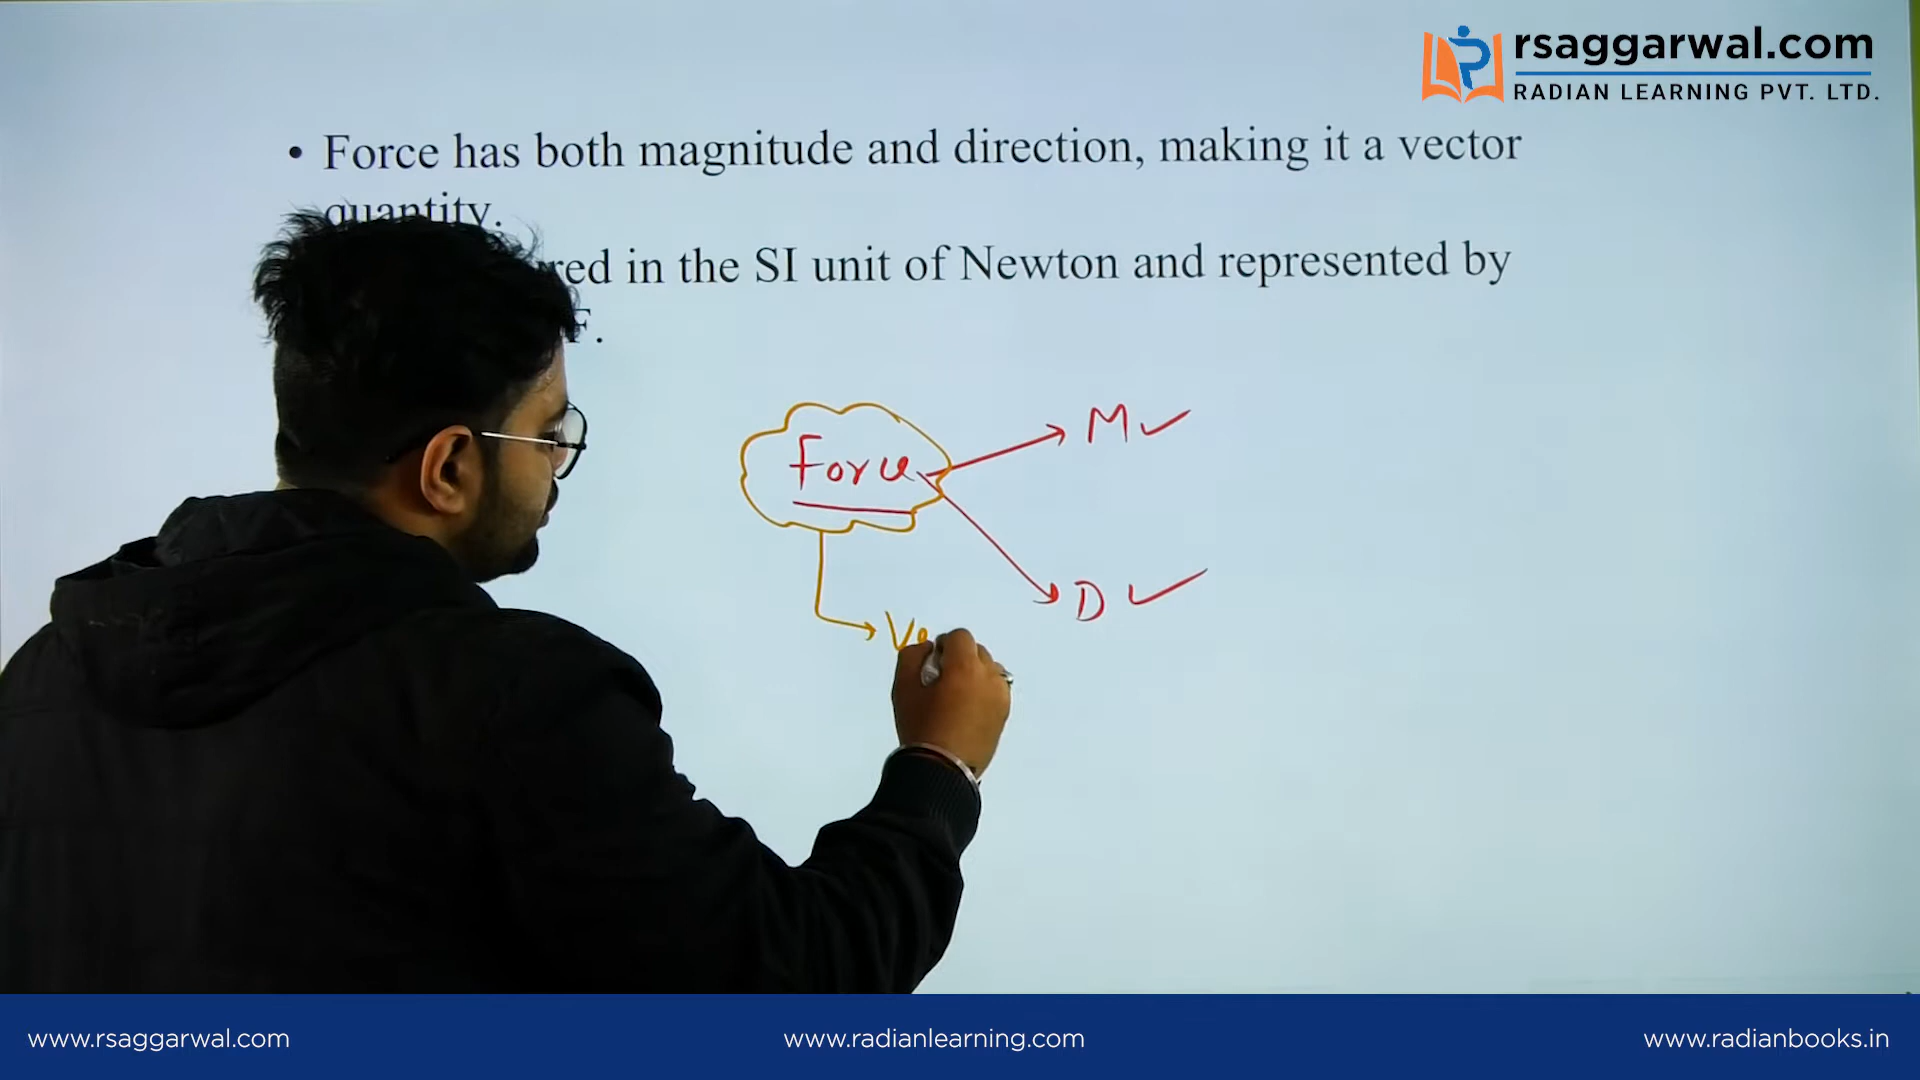 rsaggarwal.com
RADIAN LEARNING PVT. LTD.
• Force has both magnitude and direction, making it a vector
quantity.
in the SI unit of Newton and represented by
F.
Force
M
D
www.rsaggarwal.com
www.radianlearning.com
www.radianbooks.in